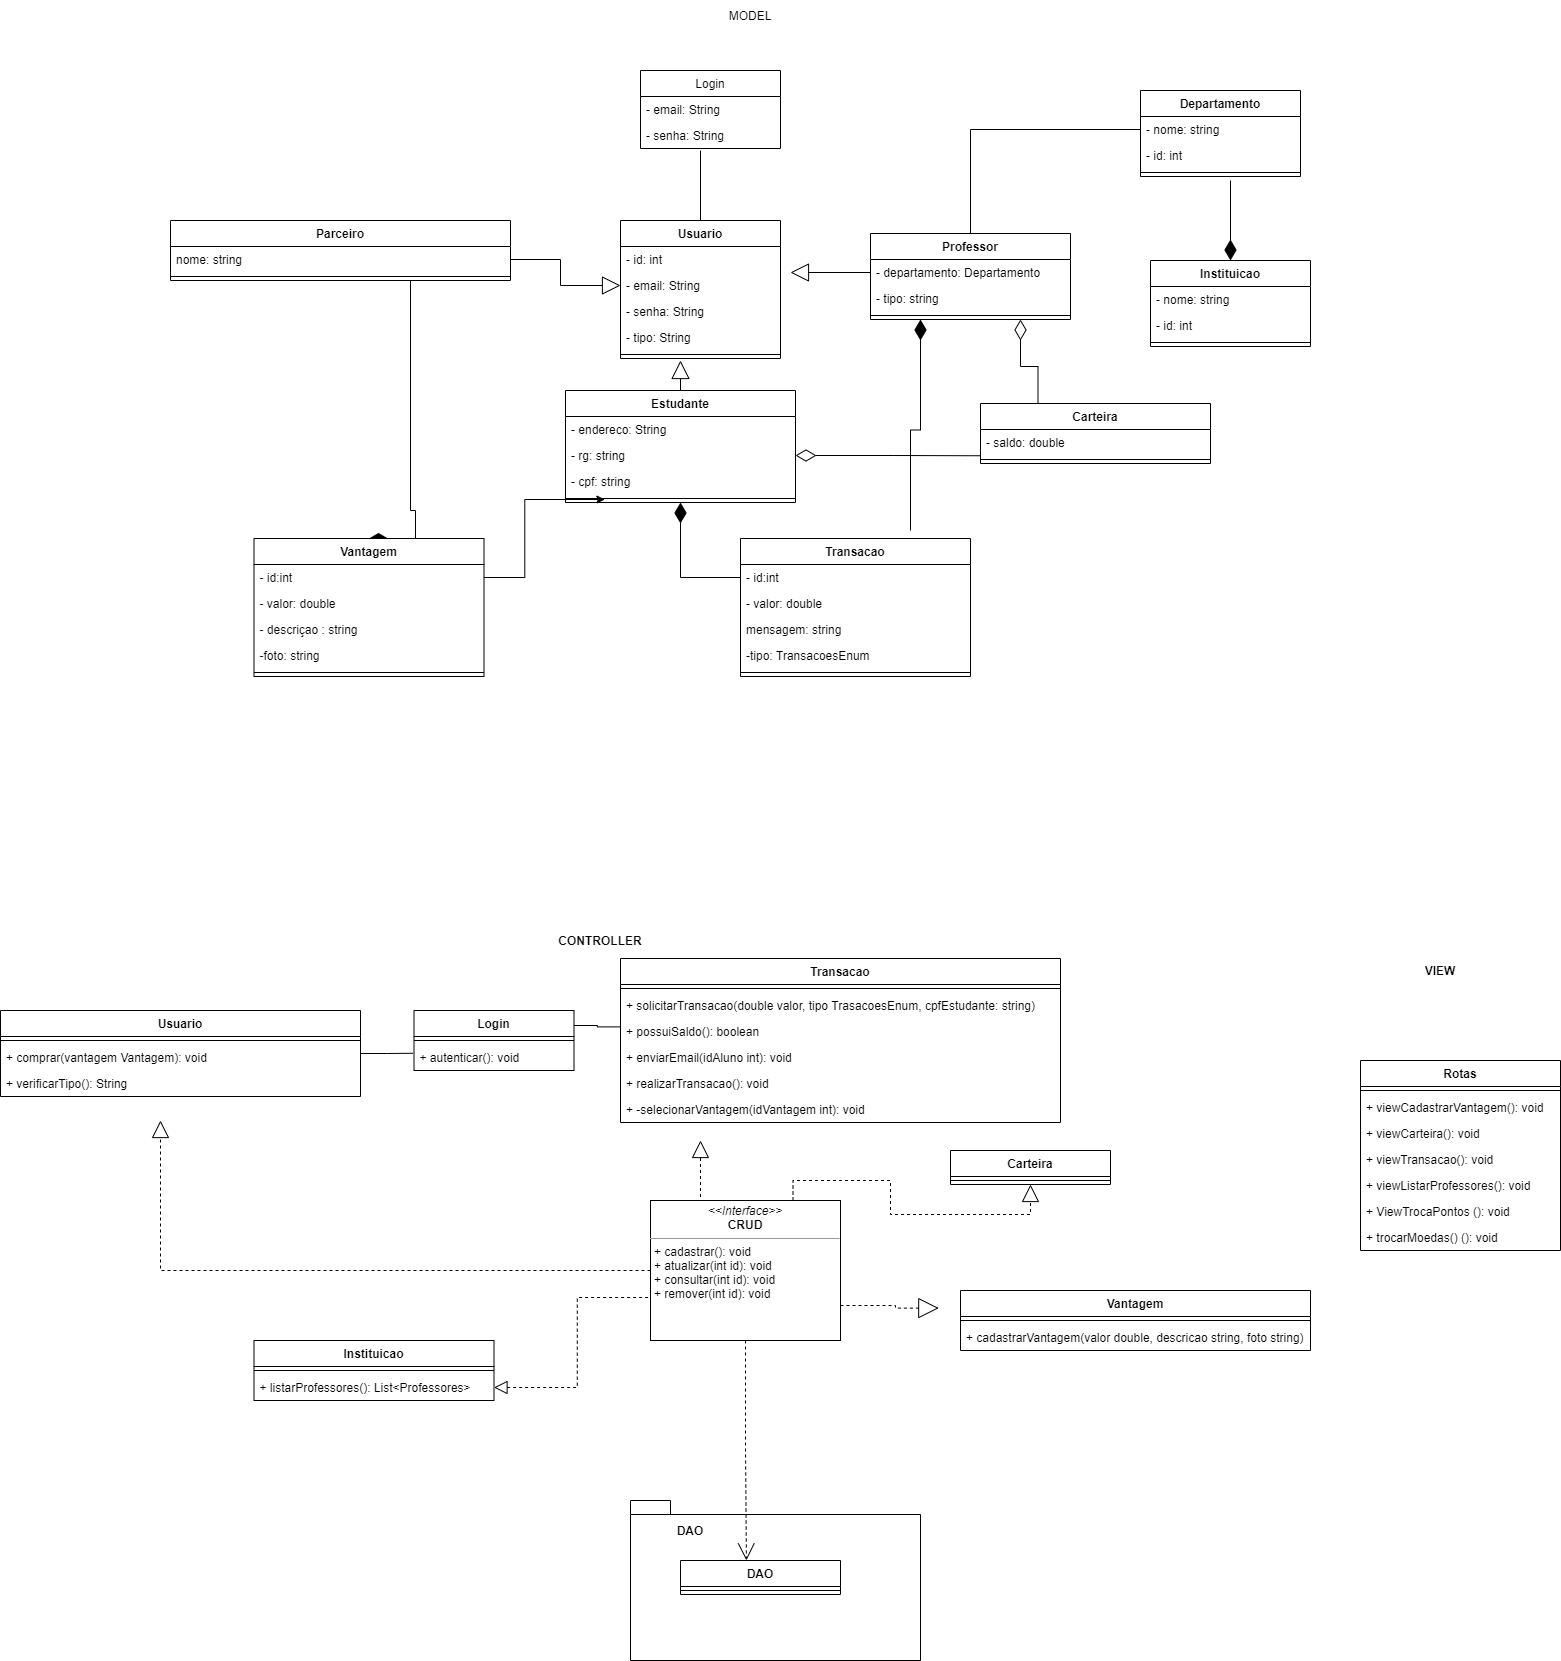 MODEL
Login
- email: String
- senha: String
Departamento
- nome: string
- id: int
Parceiro
nome: string
Usuario
- id: int
- email: String
- senha: String
- tipo: String
Professor
- departamento: Departamento
- tipo: string
Instituicao
- nome: string
- id: int
Estudante
- endereco: String
- rg: string
- cpf: string
Carteira
- saldo: double
Vantagem
- id:int
- valor: double
- descriçao : string
-foto: string
Transacao
- id:int
- valor: double
mensagem: string
-tipo: TransacoesEnum
CONTROLLER
Transacao
+ solicitarTransacao(double valor, tipo TrasacoesEnum, cpfEstudante: string)
+ possuiSaldo(): boolean
+ enviarEmail(idAluno int): void
+ realizarTransacao(): void
+ -selecionarVantagem(idVantagem int): void
VIEW
Usuario
+ comprar(vantagem Vantagem): void
+ verificarTipo(): String
Login
+ autenticar(): void
Rotas
+ viewCadastrarVantagem(): void
+ viewCarteira(): void
+ viewTransacao(): void
+ viewListarProfessores(): void
+ ViewTrocaPontos (): void
+ trocarMoedas() (): void
Carteira
<<Interface>>
CRUD
+ cadastrar(): void
+ atualizar(int id): void
+ consultar(int id): void
+ remover(int id): void
Vantagem
+ cadastrarVantagem(valor double, descricao string, foto string)
Instituicao
+ listarProfessores(): List<Professores>
DAO
DAO